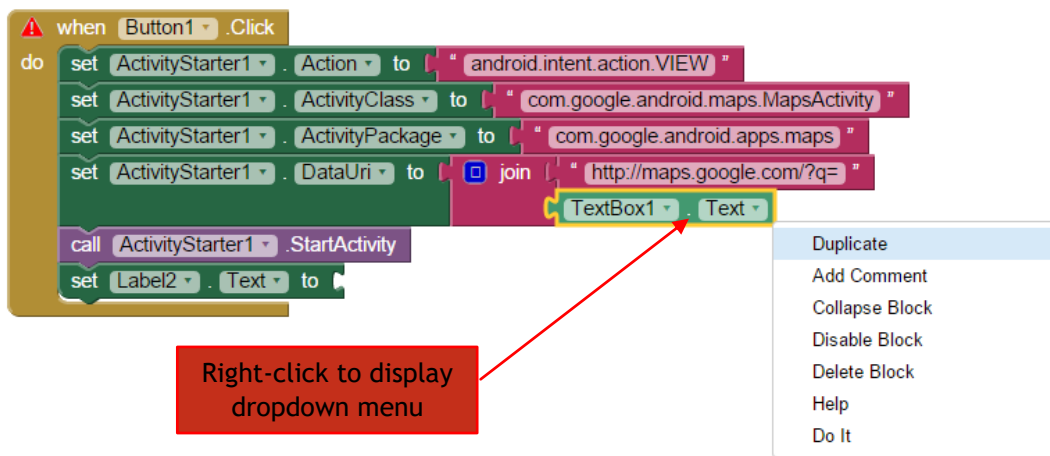 when Button1 .Click
do set ActivityStarter1 . Action to " android.intent.action.VIEW "
set ActivityStarter1 . ActivityClass to " com.google.android.maps.MapsActivity "
set ActivityStarter1 . ActivityPackage to " com.google.android.apps.maps "
set ActivityStarter1 . DataUri to join " http://maps.google.com/?q= "
TextBox1 . Text
call ActivityStarter1 .StartActivity
set Label2 . Text to
Duplicate
Add Comment
Collapse Block
Disable Block
Delete Block
Help
Do It
Right-click to display
dropdown menu